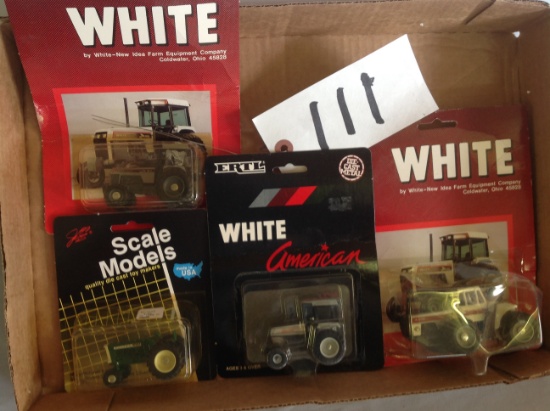 WHITE
by White-New Idea Farm Equipment Company
Coldwater, Ohio 45828
111
ERTL
DIE
CAST
METAL
WHITE
American
WHITE
by White-New Idea Farm Equipment Company
Coldwater, Ohio 45828
Scale
Models
quality die cast toy makers
USA